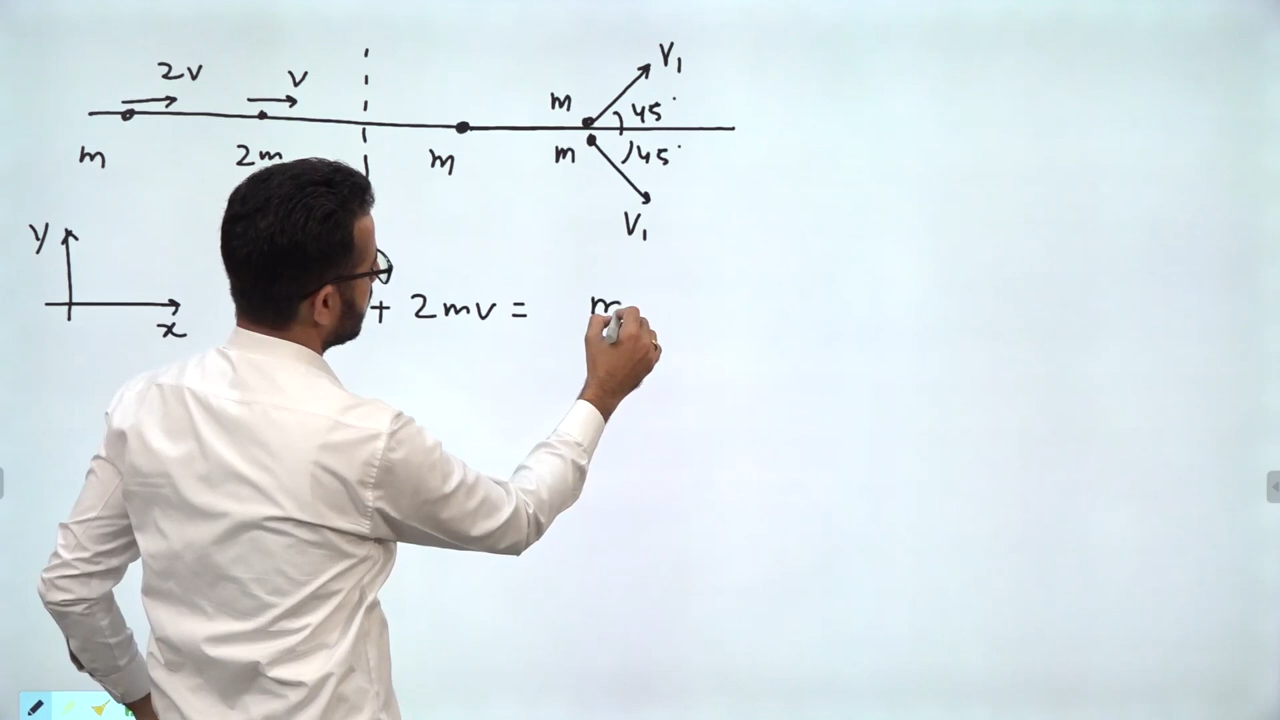 2v v V₁
m 45°
m 2m m m 45°
V₁
y
+ 2mv = m
x